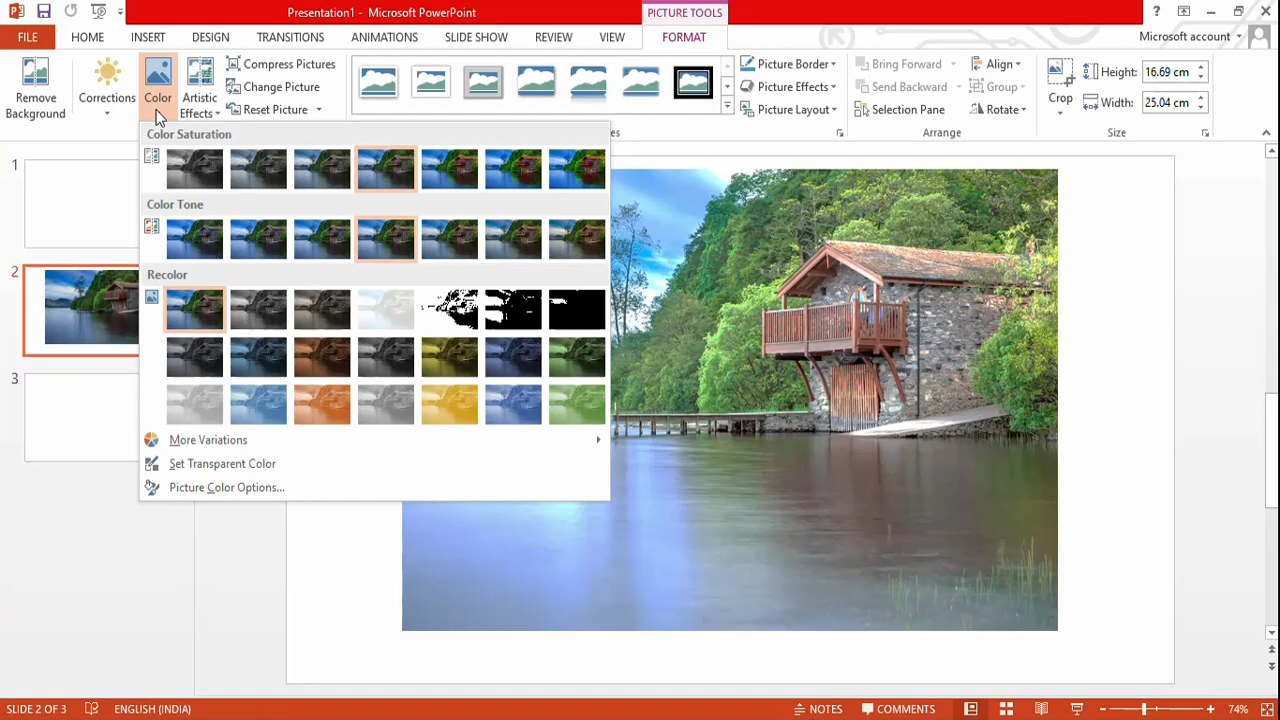 Presentation1 - Microsoft PowerPoint
PICTURE TOOLS
?
FILE
HOME
INSERT
DESIGN
TRANSITIONS
ANIMATIONS
SLIDE SHOW
REVIEW
VIEW
FORMAT
Microsoft account
Remove
Background
Corrections
Color
Artistic
Effects
Compress Pictures
Change Picture
Reset Picture
Picture Border
Picture Effects
Picture Layout
Bring Forward
Send Backward
Selection Pane
Align
Group
Rotate
Arrange
Crop
Height: 16.69 cm
Width: 25.04 cm
Size
Color Saturation
Color Tone
Recolor
More Variations
Set Transparent Color
Picture Color Options...
1
2
3
SLIDE 2 OF 3
ENGLISH (INDIA)
NOTES
COMMENTS
74%